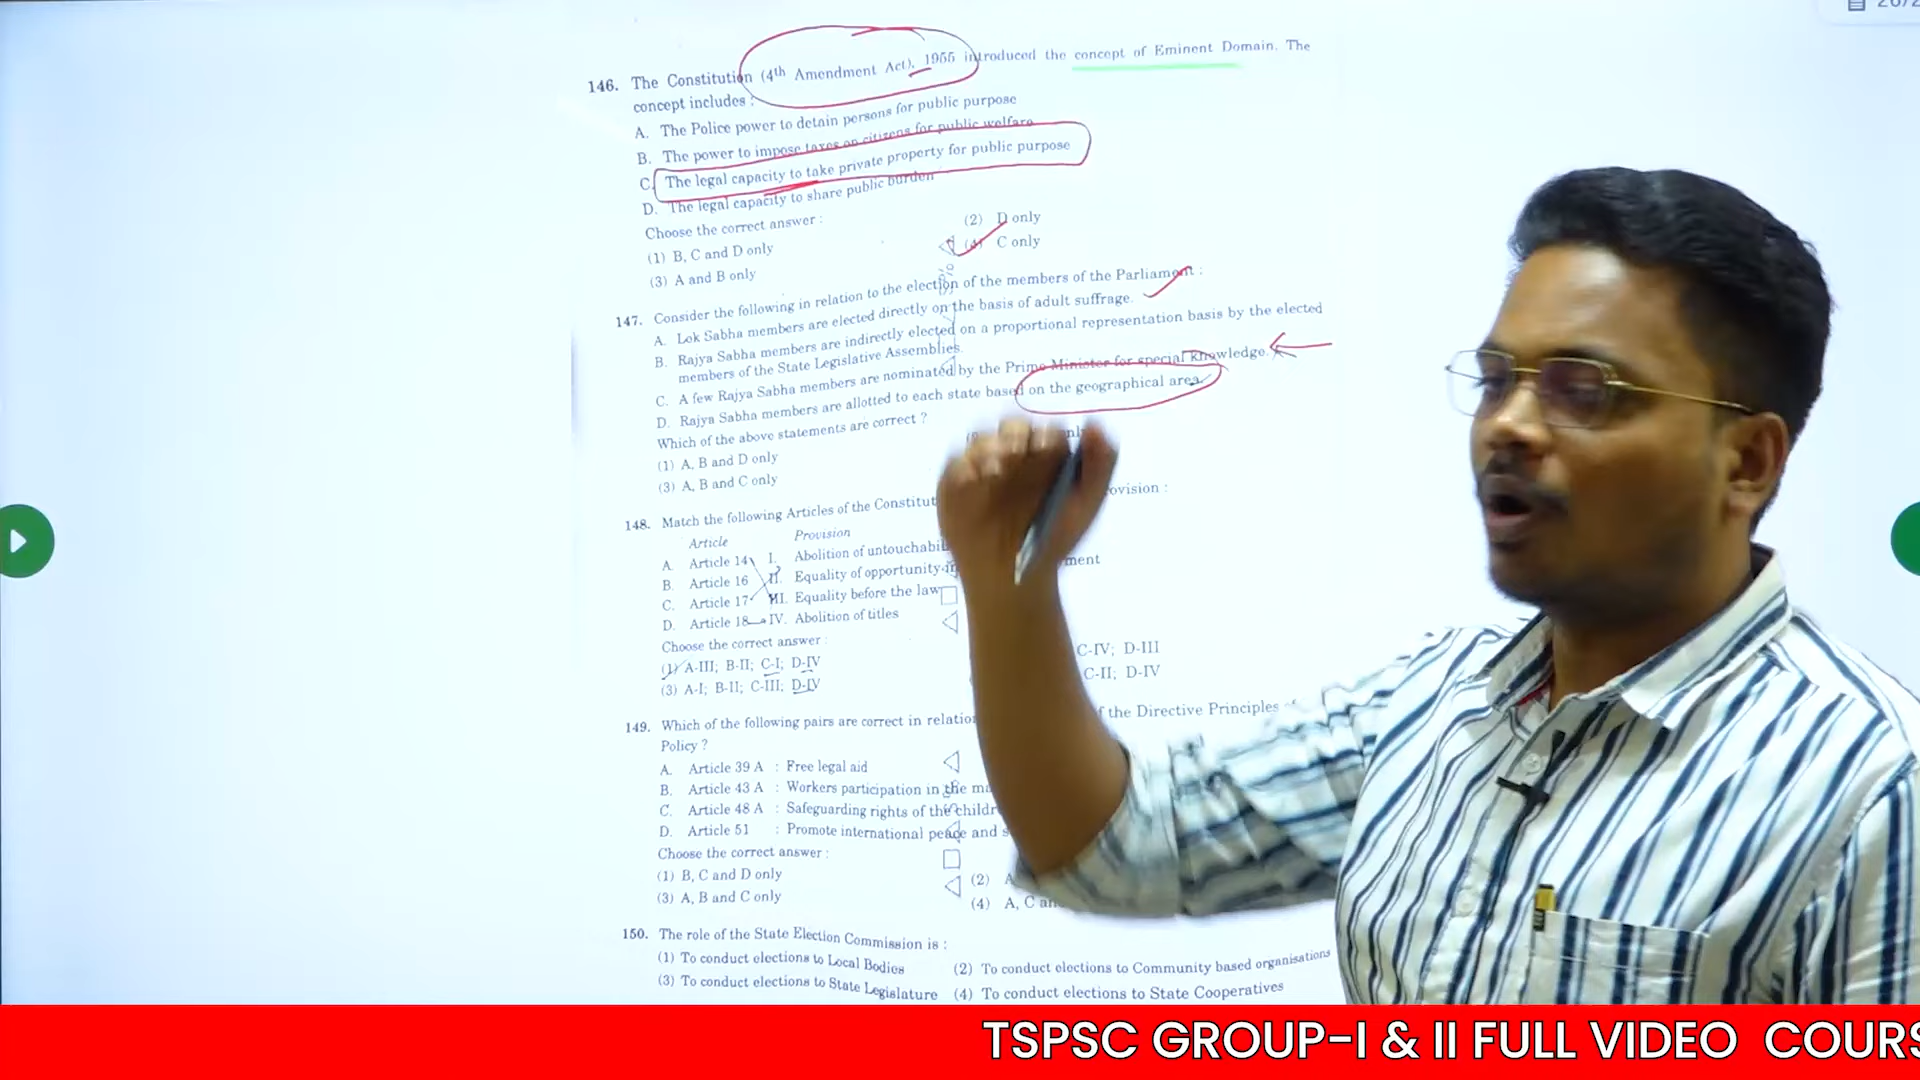 26/2
146. The Constitution (4th Amendment Act), 1955 introduced the concept of Eminent Domain. The
concept includes :
A. The Police power to detain persons for public purpose
B. The power to impose taxes on citizens for public welfare
C. The legal capacity to take private property for public purpose
D. The legal capacity to share public burden
Choose the correct answer :
(1) B, C and D only (2) D only
(3) A and B only (4) C only
147. Consider the following in relation to the election of the members of the Parliament :
A. Lok Sabha members are elected directly on the basis of adult suffrage.
B. Rajya Sabha members are indirectly elected on a proportional representation basis by the elected
members of the State Legislative Assemblies.
C. A few Rajya Sabha members are nominated by the Prime Minister for special knowledge.
D. Rajya Sabha members are allotted to each state based on the geographical area
Which of the above statements are correct ?
(1) A, B and D only
(3) A, B and C only
148. Match the following Articles of the Constitut ovision :
Article Provision
A. Article 14 I. Abolition of untouchabil
B. Article 16 II. Equality of opportunity in ment
C. Article 17 III. Equality before the law
D. Article 18 IV. Abolition of titles
Choose the correct answer :
(1) A-III; B-II; C-I; D-IV C-IV; D-III
(3) A-I; B-II; C-III; D-IV C-II; D-IV
149. Which of the following pairs are correct in relatio f the Directive Principles
Policy ?
A. Article 39 A : Free legal aid
B. Article 43 A : Workers participation in the m
C. Article 48 A : Safeguarding rights of the childr
D. Article 51 : Promote international peace and s
Choose the correct answer :
(1) B, C and D only (2) A
(3) A, B and C only (4) A, C an
150. The role of the State Election Commission is :
(1) To conduct elections to Local Bodies (2) To conduct elections to Community based organisations
(3) To conduct elections to State Legislature (4) To conduct elections to State Cooperatives
TSPSC GROUP-I & II FULL VIDEO COURS